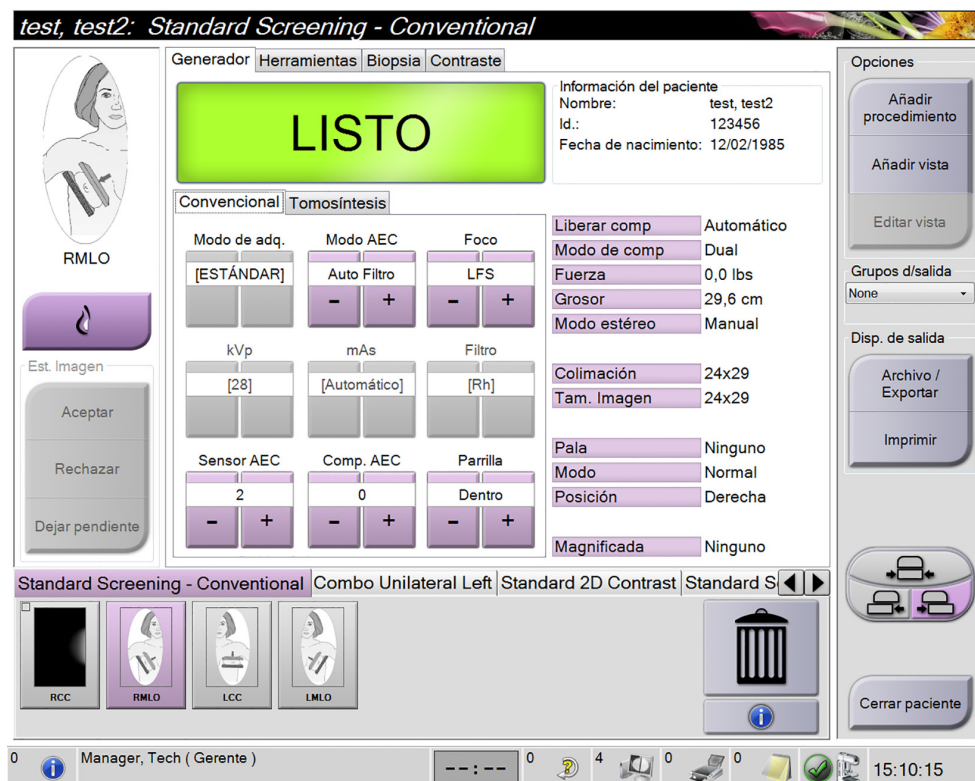 test, test2: Standard Screening - Conventional
Generador Herramientas Biopsia Contraste
LISTO
Información del paciente
Nombre: test, test2
Id.: 123456
Fecha de nacimiento: 12/02/1985
RMLO
Est. Imagen
Aceptar
Rechazar
Dejar pendiente
Convencional Tomosíntesis
Modo de adq. Modo AEC Foco
[ESTÁNDAR] Auto Filtro LFS
- + - +
kVp mAs Filtro
[28] [Automático] [Rh]
Sensor AEC Comp. AEC Parrilla
2 0 Dentro
- + - + - +
Liberar comp Automático
Modo de comp Dual
Fuerza 0,0 lbs
Grosor 29,6 cm
Modo estéreo Manual
Colimación 24x29
Tam. Imagen 24x29
Pala Ninguno
Modo Normal
Posición Derecha
Magnificada Ninguno
Opciones
Añadir
procedimiento
Añadir vista
Editar vista
Grupos d/salida
None
Disp. de salida
Archivo /
Exportar
Imprimir
Cerrar paciente
Standard Screening - Conventional Combo Unilateral Left Standard 2D Contrast Standard S
RCC RMLO LCC LMLO
0 Manager, Tech ( Gerente ) --:-- 0 4 0 0 15:10:15